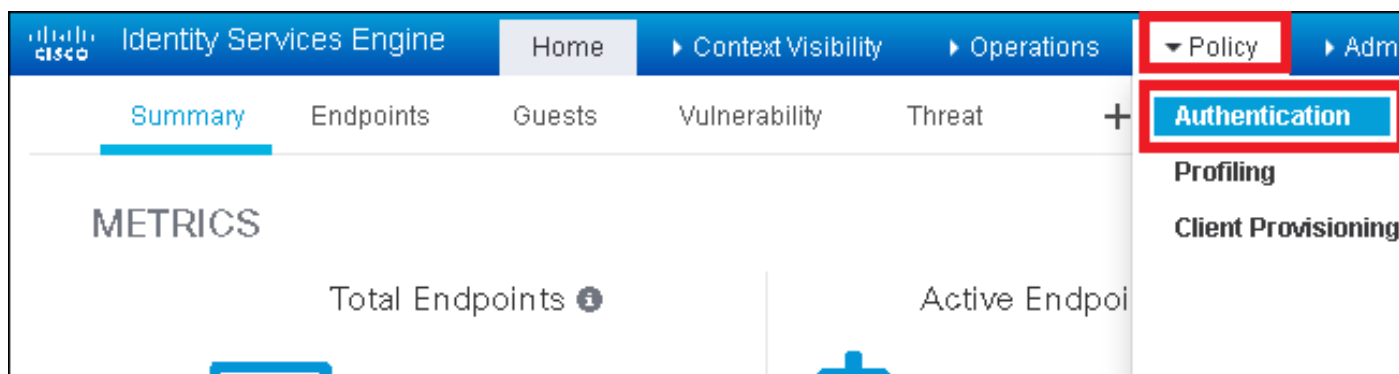 CISCO Identity Services Engine Home Context Visibility Operations Policy Adm
Summary Endpoints Guests Vulnerability Threat + Authentication
Profiling
METRICS
Client Provisioning
Total Endpoints Active Endpoi